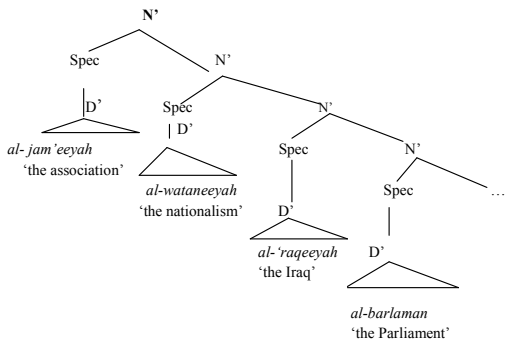 N’
Spec
N’
D’
al- jam’eeyah
‘the association’
Spec
N’
D’
al-wataneeyah
‘the nationalism’
Spec
N’
D’
al-‘raqeeyah
‘the Iraq’
Spec
…
D’
al-barlaman
‘the Parliament’